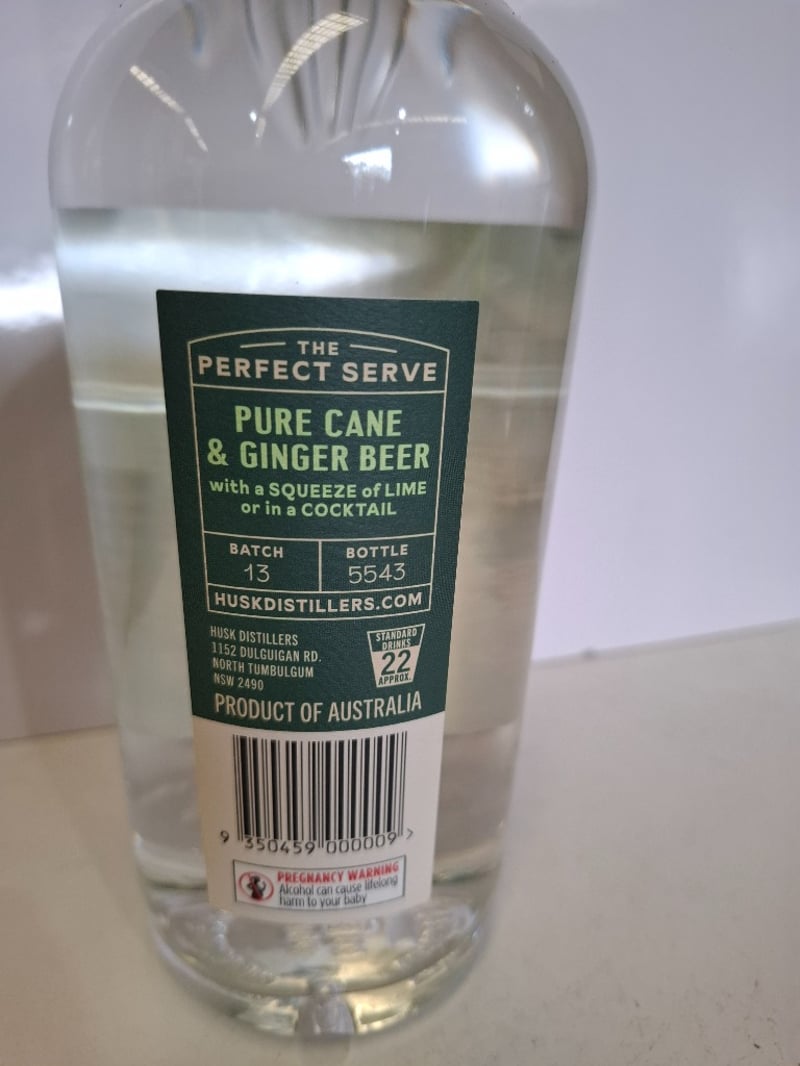 THE
PERFECT SERVE
PURE CANE
& GINGER BEER
with a SQUEEZE of LIME
or in a COCKTAIL
BATCH
13
BOTTLE
5543
HUSKDISTILLERS.COM
HUSK DISTILLERS
1152 DULGUIGAN RD.
NORTH TUMBULGUM
NSW 2490
STANDARD
DRINKS
22
APPROX.
PRODUCT OF AUSTRALIA
9 350459 000009 >
PREGNANCY WARNING
Alcohol can cause lifelong
harm to your baby